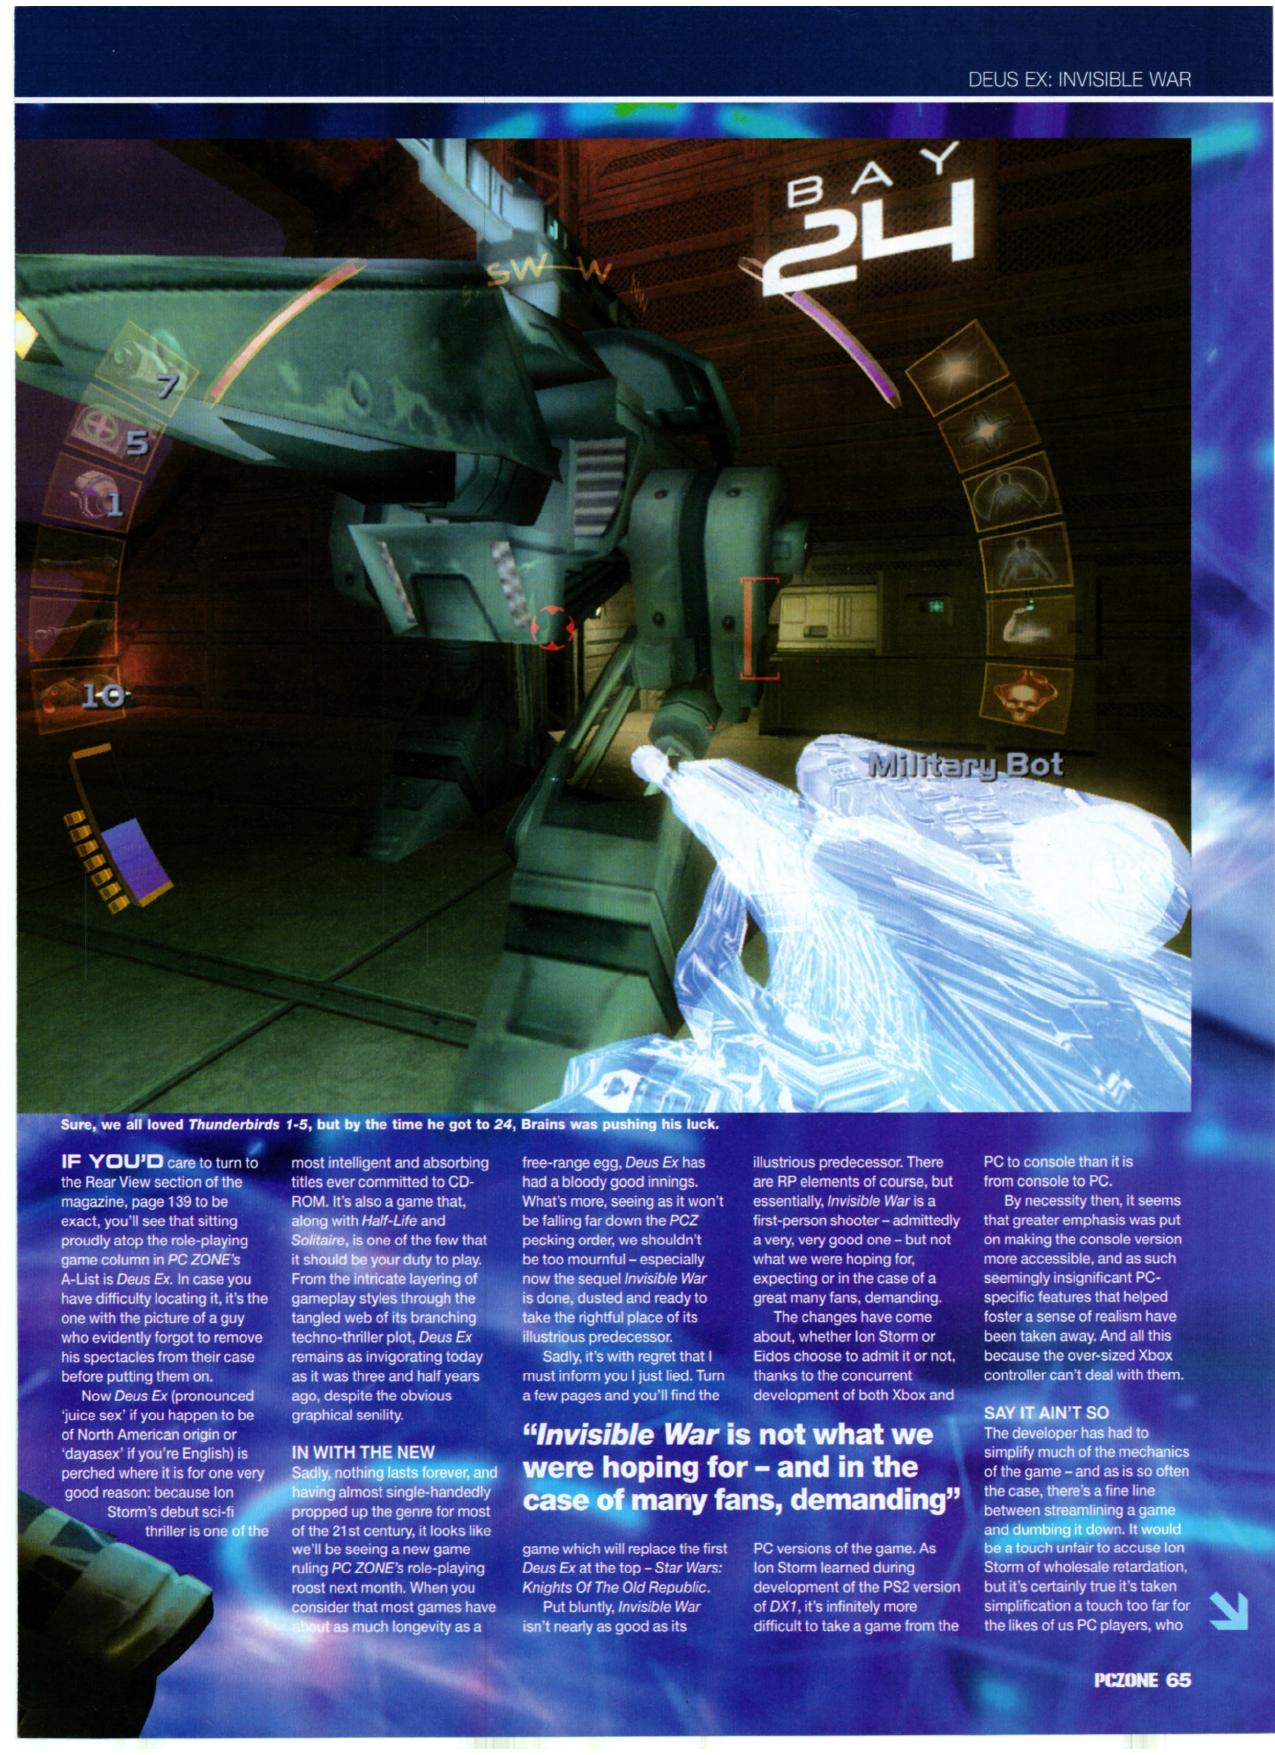 DEUS EX: INVISIBLE WAR
BAY
24
SW W
7
5
1
10
Military Bot
Sure, we all loved Thunderbirds 1-5, but by the time he got to 24, Brains was pushing his luck.
IF YOU'D care to turn to
the Rear View section of the
magazine, page 139 to be
exact, you'll see that sitting
proudly atop the role-playing
game column in PC ZONE's
A-List is Deus Ex. In case you
have difficulty locating it, it's the
one with the picture of a guy
who evidently forgot to remove
his spectacles from their case
before putting them on.
Now Deus Ex (pronounced
'juice sex' if you happen to be
of North American origin or
'dayasex' if you're English) is
perched where it is for one very
good reason: because Ion
Storm's debut sci-fi
thriller is one of the
most intelligent and absorbing
titles ever committed to CD-
ROM. It's also a game that,
along with Half-Life and
Solitaire, is one of the few that
it should be your duty to play.
From the intricate layering of
gameplay styles through the
tangled web of its branching
techno-thriller plot, Deus Ex
remains as invigorating today
as it was three and half years
ago, despite the obvious
graphical senility.
IN WITH THE NEW
Sadly, nothing lasts forever, and
having almost single-handedly
propped up the genre for most
of the 21st century, it looks like
we'll be seeing a new game
ruling PC ZONE's role-playing
roost next month. When you
consider that most games have
about as much longevity as a
free-range egg, Deus Ex has
had a bloody good innings.
What's more, seeing as it won't
be falling far down the PCZ
pecking order, we shouldn't
be too mournful – especially
now the sequel Invisible War
is done, dusted and ready to
take the rightful place of its
illustrious predecessor.
Sadly, it's with regret that I
must inform you I just lied. Turn
a few pages and you'll find the
"Invisible War is not what we
were hoping for – and in the
case of many fans, demanding"
game which will replace the first
Deus Ex at the top – Star Wars:
Knights Of The Old Republic.
Put bluntly, Invisible War
isn't nearly as good as its
illustrious predecessor. There
are RP elements of course, but
essentially, Invisible War is a
first-person shooter – admittedly
a very, very good one – but not
what we were hoping for,
expecting or in the case of a
great many fans, demanding.
The changes have come
about, whether Ion Storm or
Eidos choose to admit it or not,
thanks to the concurrent
development of both Xbox and
PC versions of the game. As
Ion Storm learned during
development of the PS2 version
of DX1, it's infinitely more
difficult to take a game from the
PC to console than it is
from console to PC.
By necessity then, it seems
that greater emphasis was put
on making the console version
more accessible, and as such
seemingly insignificant PC-
specific features that helped
foster a sense of realism have
been taken away. And all this
because the over-sized Xbox
controller can't deal with them.
SAY IT AIN'T SO
The developer has had to
simplify much of the mechanics
of the game – and as is so often
the case, there's a fine line
between streamlining a game
and dumbing it down. It would
be a touch unfair to accuse Ion
Storm of wholesale retardation,
but it's certainly true it's taken
simplification a touch too far for
the likes of us PC players, who
PCZONE 65